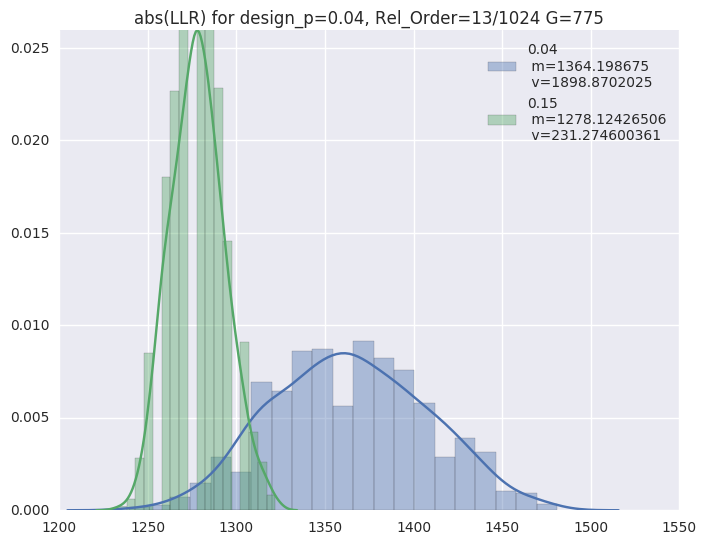 abs(LLR) for design_p=0.04, Rel_Order=13/1024 G=775
0.04
m=1364.198675
v=1898.8702025
0.15
m=1278.12426506
v=231.274600361
0.025
0.020
0.015
0.010
0.005
0.000
1200 1250 1300 1350 1400 1450 1500 1550